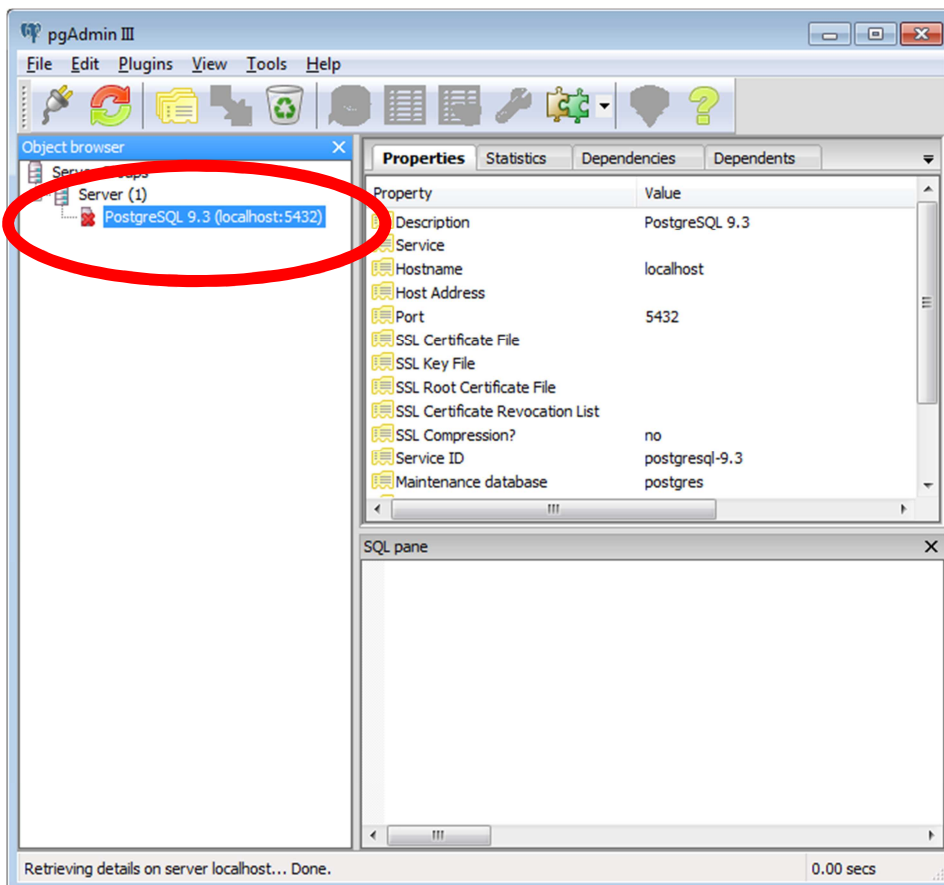 pgAdmin III
File Edit Plugins View Tools Help
Object browser
Server Groups
Server (1)
PostgreSQL 9.3 (localhost:5432)
Properties Statistics Dependencies Dependents
Property Value
Description PostgreSQL 9.3
Service
Hostname localhost
Host Address
Port 5432
SSL Certificate File
SSL Key File
SSL Root Certificate File
SSL Certificate Revocation List
SSL Compression? no
Service ID postgresql-9.3
Maintenance database postgres
SQL pane
Retrieving details on server localhost... Done. 0.00 secs